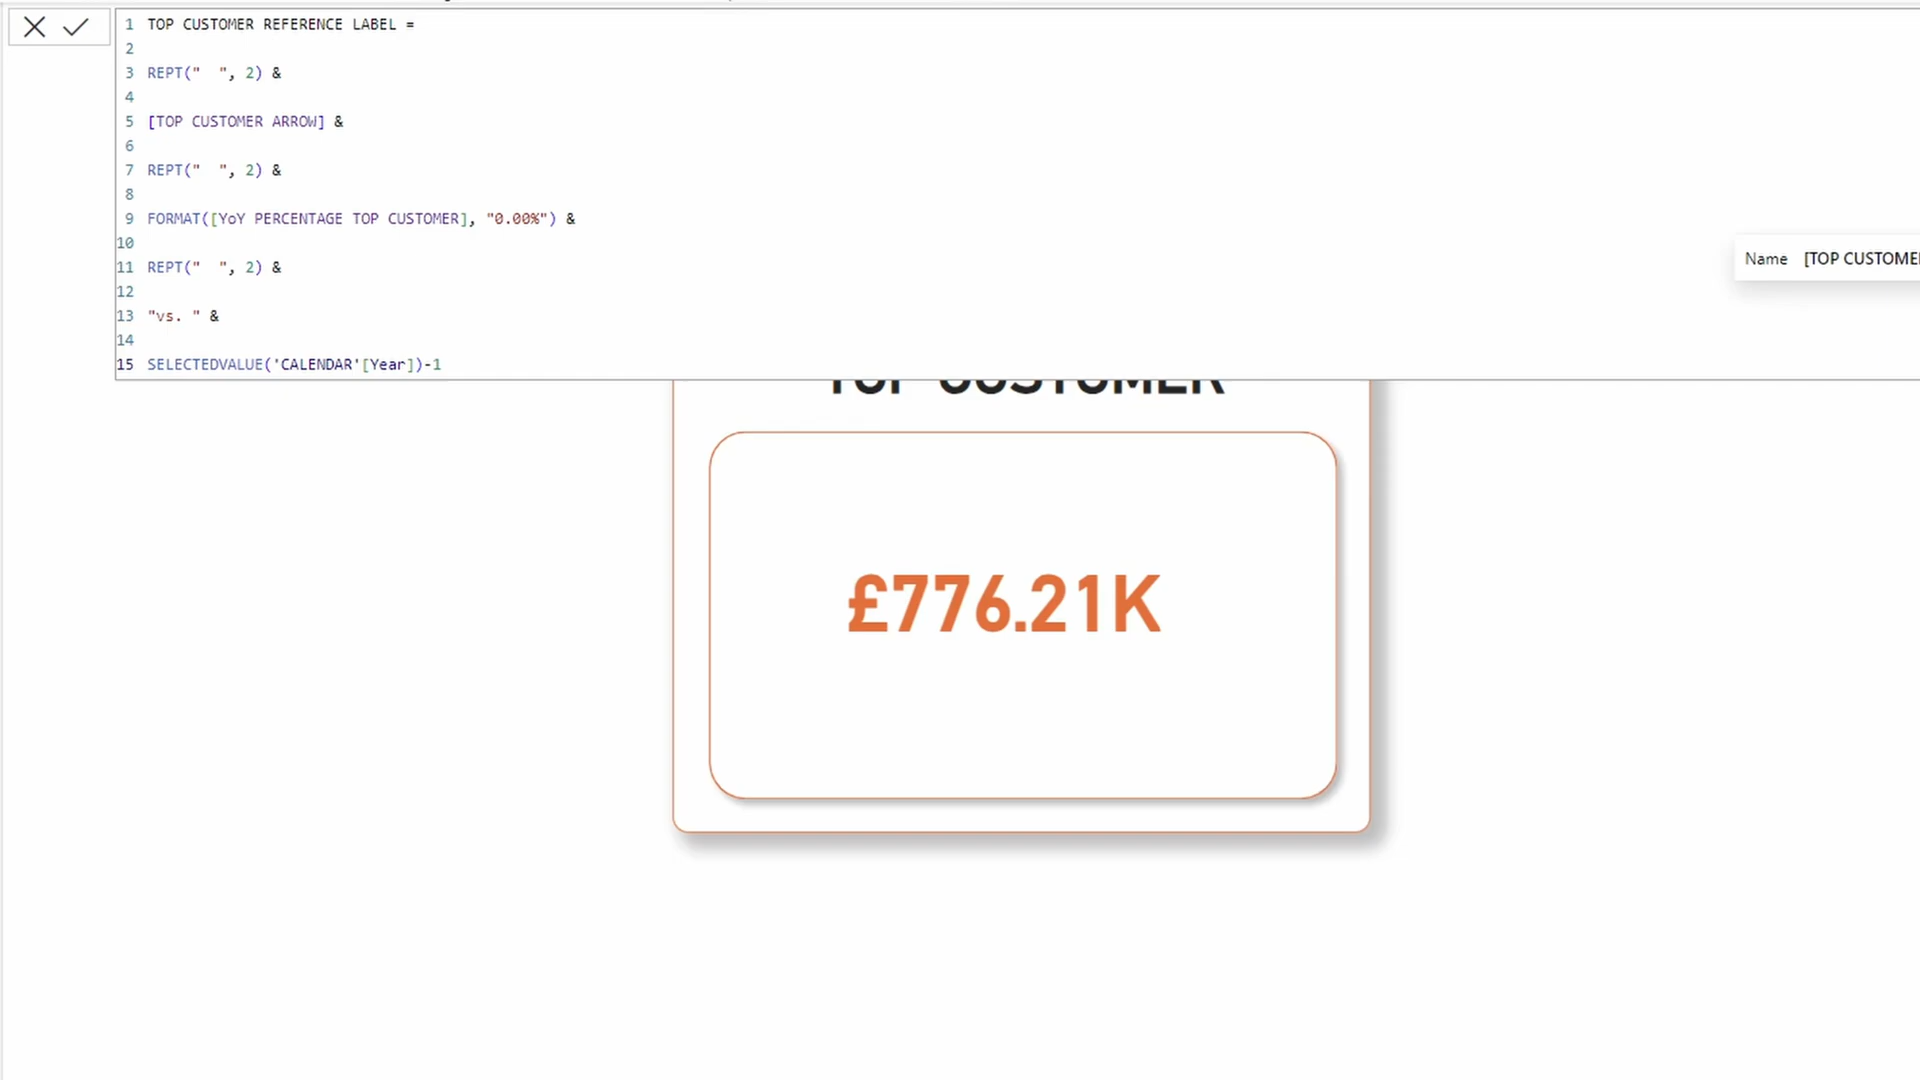 1 TOP CUSTOMER REFERENCE LABEL =
2
3 REPT("  ", 2) &
4
5 [TOP CUSTOMER ARROW] &
6
7 REPT("  ", 2) &
8
9 FORMAT([YoY PERCENTAGE TOP CUSTOMER], "0.00%") &
10
11 REPT("  ", 2) &
12
13 "vs. " &
14
15 SELECTEDVALUE('CALENDAR'[Year])-1
Name [TOP CUSTOME
TOP CUSTOMER
£776.21K